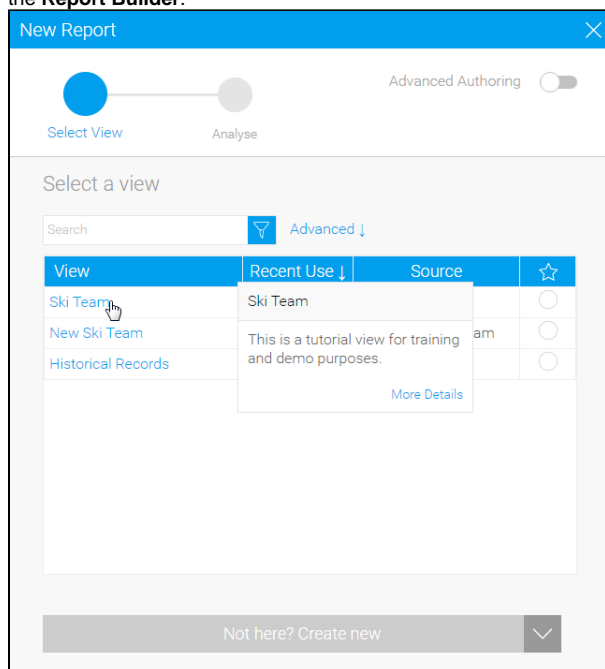 the Report Builder.
New Report
Advanced Authoring
Select View
Analyse
Select a view
Search
Advanced ↓
View Recent Use ↓ Source
Ski Team
Ski Team
New Ski Team
This is a tutorial view for training
am
and demo purposes.
Historical Records
More Details
Not here? Create new